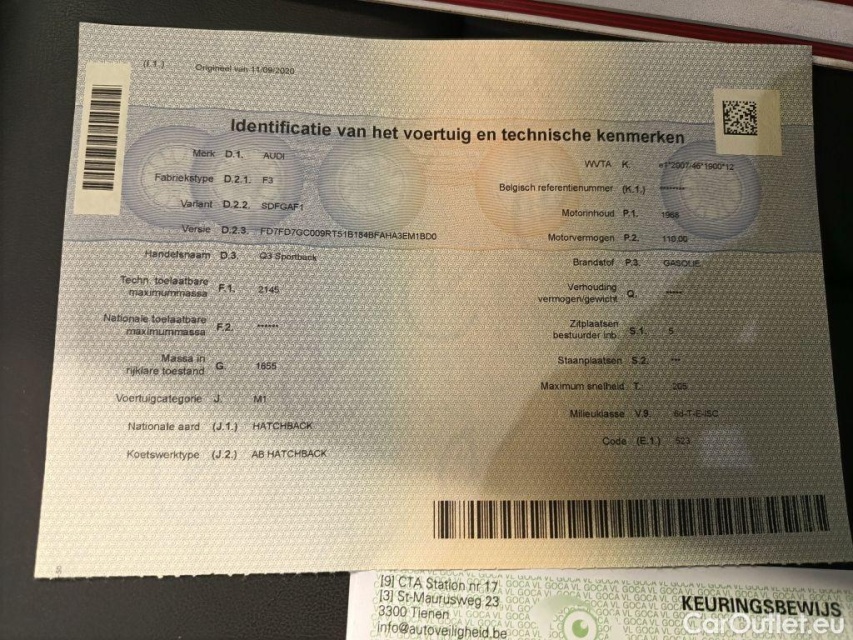 (I.1.) Origineel van 11/09/2020
Identificatie van het voertuig en technische kenmerken
Merk D.1. AUDI
Fabriekstype D.2.1. F3
Variant D.2.2. SDFGAF1
Versie D.2.3. FD7FD7GC009RT51B184BFAHA3EM1BD0
Handelsnaam D.3. Q3 Sportback
Techn. toelaatbare
maximummassa F.1. 2145
Nationale toelaatbare
maximummassa F.2. ------
Massa in
rijklare toestand G. 1655
Voertuigcategorie J. M1
Nationale aard (J.1.) HATCHBACK
Koetswerktype (J.2.) AB HATCHBACK
WVTA K. e1*2007/46*1900*12
Belgisch referentienummer (K.1.) --------
Motorinhoud P.1. 1968
Motorvermogen P.2. 110.00
Brandstof P.3. GASOLIE
Verhouding
vermogen/gewicht Q. -----
Zitplaatsen
bestuurder inb. S.1. 5
Staanplaatsen S.2. ---
Maximum snelheid T. 205
Milieuklasse V.9. 6d-T-E-ISC
Code (E.1.) 523
[9] CTA Station nr 17
[3] St-Maurusweg 23
3300 Tienen
info@autoveiligheid.be
KEURINGSBEWIJS
CarOutlet.eu